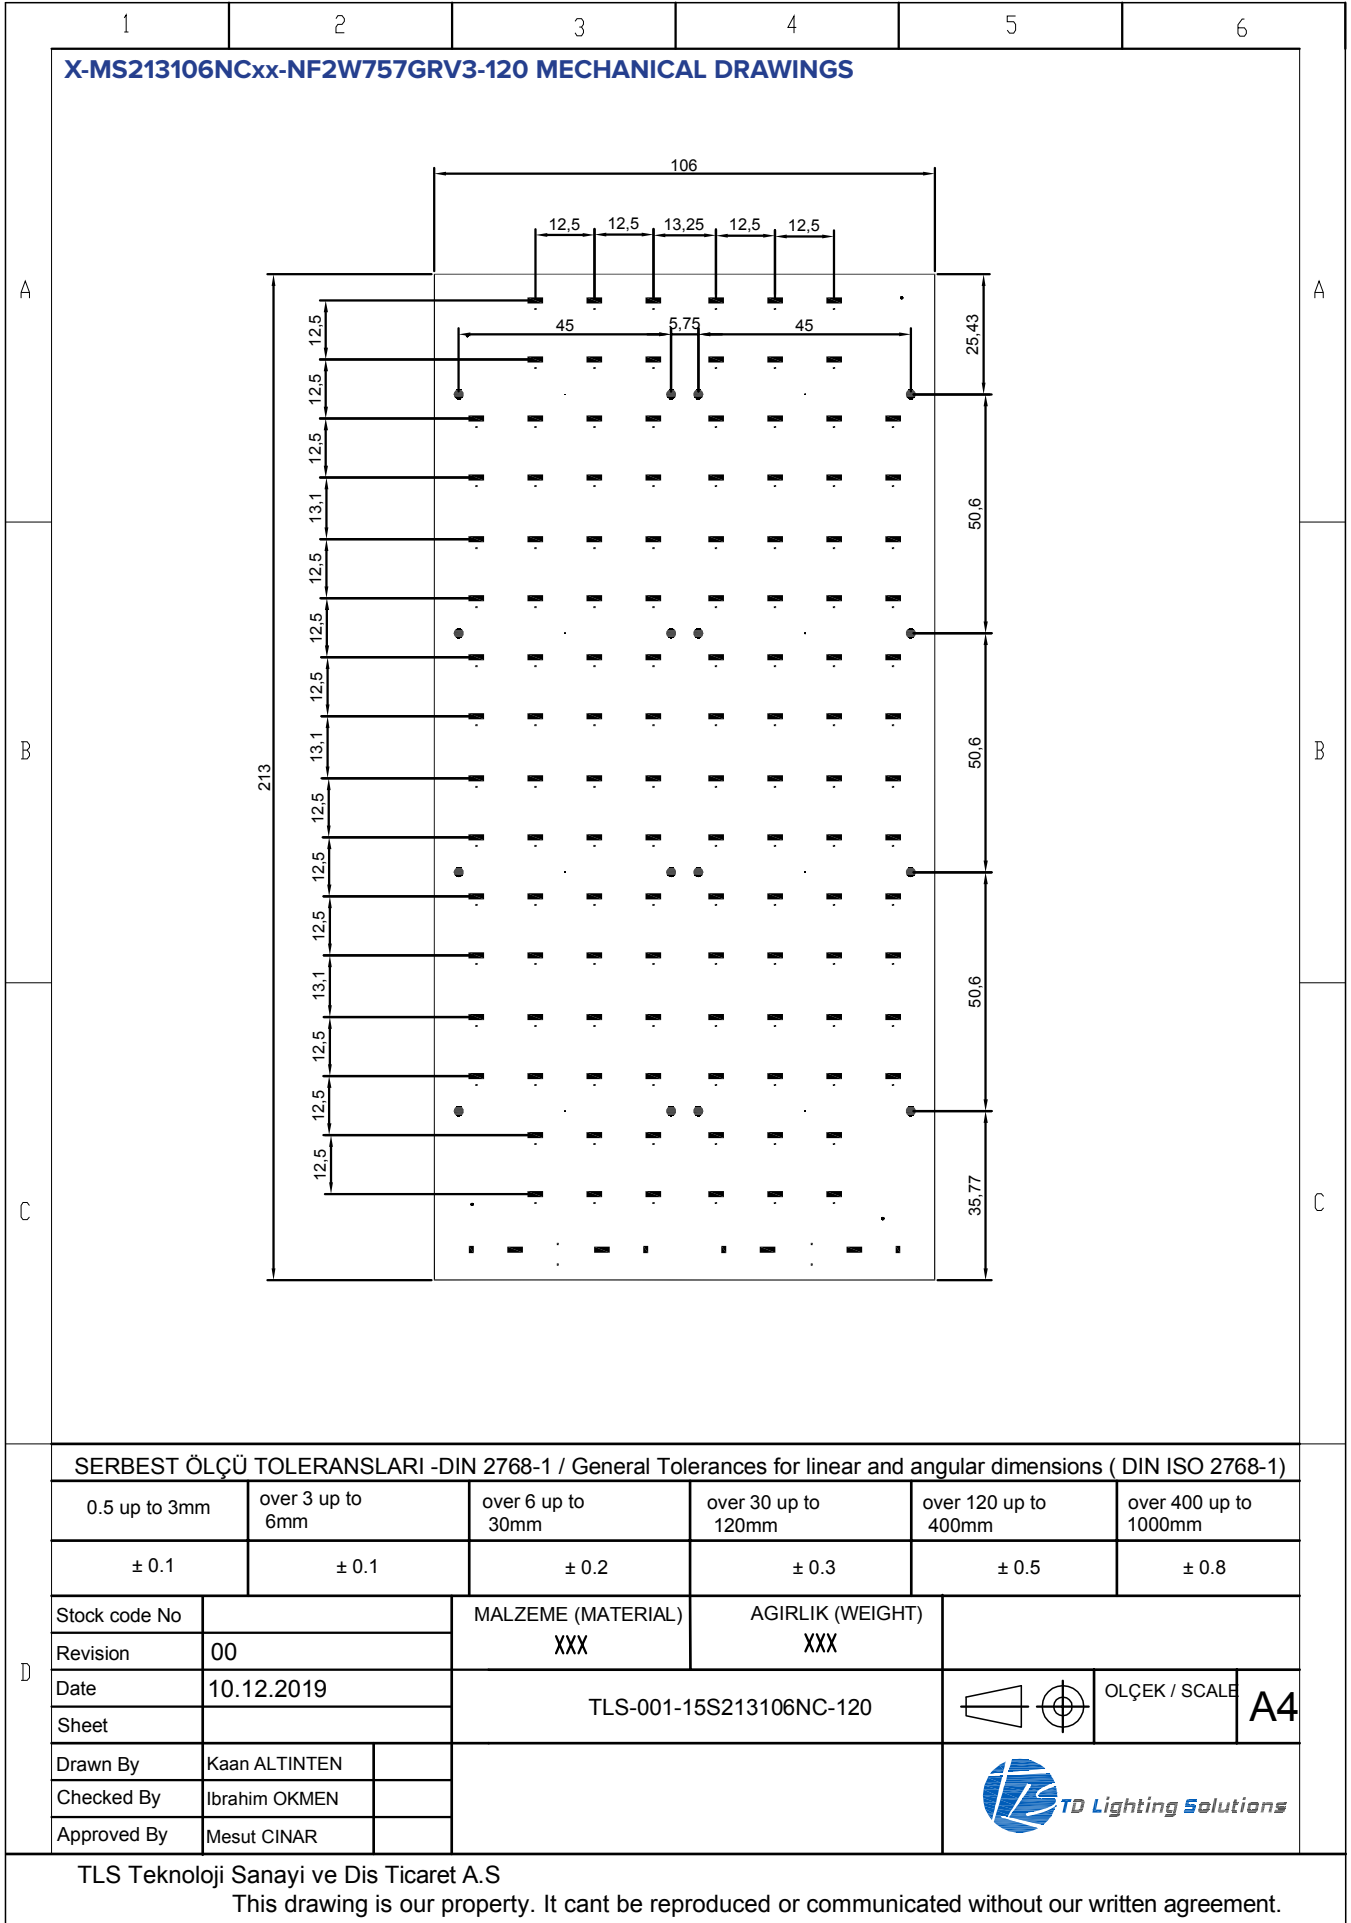 1 2 3 4 5 6
X-MS213106NCxx-NF2W757GRV3-120 MECHANICAL DRAWINGS
106
12,5 12,5 13,25 12,5 12,5
A A
45 5,75 45
25,43
12,5
12,5
12,5
13,1
50,6
12,5
12,5
12,5
B B
213
13,1
50,6
12,5
12,5
12,5
13,1
50,6
12,5
12,5
12,5
35,77
C C
SERBEST ÖLÇÜ TOLERANSLARI -DIN 2768-1 / General Tolerances for linear and angular dimensions ( DIN ISO 2768-1)
0.5 up to 3mm
over 3 up to
6mm
over 6 up to
30mm
over 30 up to
120mm
over 120 up to
400mm
over 400 up to
1000mm
± 0.1 ± 0.1 ± 0.2 ± 0.3 ± 0.5 ± 0.8
D
Stock code No
Revision 00
Date 10.12.2019
Sheet
Drawn By Kaan ALTINTEN
Checked By Ibrahim OKMEN
Approved By Mesut CINAR
MALZEME (MATERIAL)
XXX
AGIRLIK (WEIGHT)
XXX
TLS-001-15S213106NC-120
OLÇEK / SCALE
A4
TLS TD Lighting Solutions
TLS Teknoloji Sanayi ve Dis Ticaret A.S
This drawing is our property. It cant be reproduced or communicated without our written agreement.